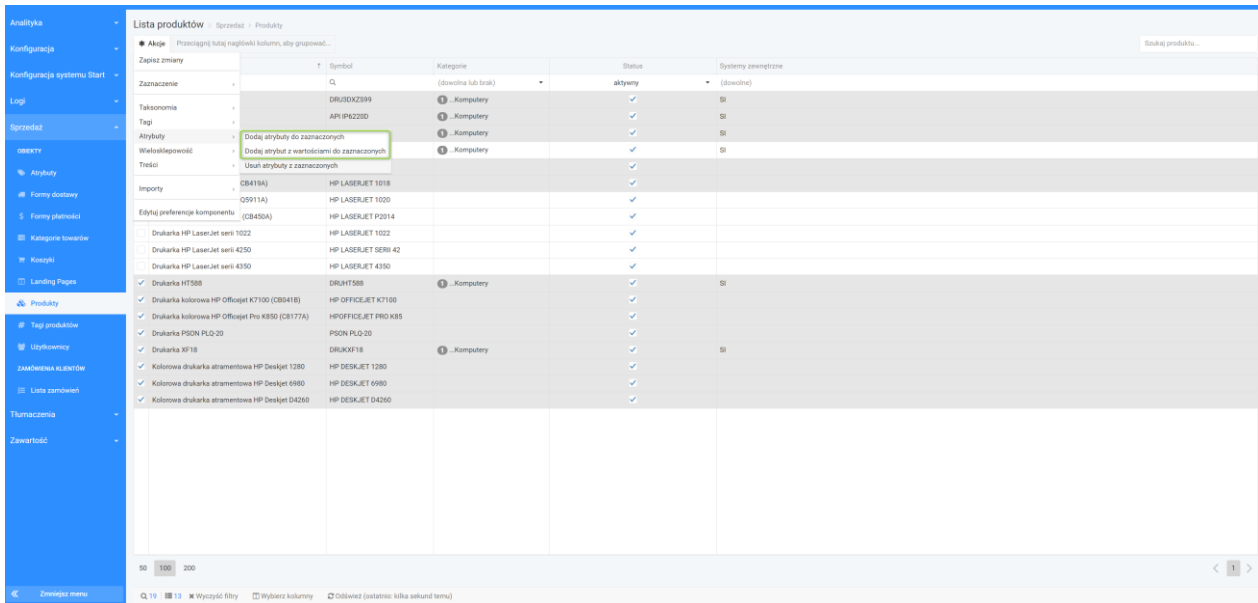 Analityka
Konfiguracja
Konfiguracja systemu Start
Logi
Sprzedaż
OBIEKTY
Atrybuty
Formy dostawy
Formy płatności
Kategorie towarów
Koszyki
Landing Pages
Produkty
Tagi produktów
Użytkownicy
ZAMÓWIENIA KLIENTÓW
Lista zamówień
Tłumaczenia
Zawartość
Zmniejsz menu
Lista produktów Sprzedaż Produkty
Akcje Przeciągnij tutaj nagłówki kolumn, aby grupować... Szukaj produktu...
Zapisz zmiany
Zaznaczenie
Taksonomia
Tagi
Atrybuty
Wielosklepowość
Treści
Importy
Edytuj preferencje komponentu
Dodaj atrybuty do zaznaczonych
Dodaj atrybut z wartościami do zaznaczonych
Usuń atrybuty z zaznaczonych
Symbol Kategorie Status Systemy zewnętrzne
(dowolna lub brak) aktywny (dowolne)
DRU3DXZS99 1 ...Komputery SI
API IP6220D 1 ...Komputery SI
1 ...Komputery SI
1 ...Komputery SI
CB419A) HP LASERJET 1018
Q5911A) HP LASERJET 1020
(CB450A) HP LASERJET P2014
Drukarka HP LaserJet serii 1022 HP LASERJET 1022
Drukarka HP LaserJet serii 4250 HP LASERJET SERII 42
Drukarka HP LaserJet serii 4350 HP LASERJET 4350
Drukarka HT588 DRUHT588 1 ...Komputery SI
Drukarka kolorowa HP Officejet K7100 (CB041B) HP OFFICEJET K7100
Drukarka kolorowa HP Officejet Pro K850 (C8177A) HPOFFICEJET PRO K85
Drukarka PSON PLQ-20 PSON PLQ-20
Drukarka XF18 DRUKXF18 1 ...Komputery SI
Kolorowa drukarka atramentowa HP Deskjet 1280 HP DESKJET 1280
Kolorowa drukarka atramentowa HP Deskjet 6980 HP DESKJET 6980
Kolorowa drukarka atramentowa HP Deskjet D4260 HP DESKJET D4260
50 100 200 1
19 13 Wyczyść filtry Wybierz kolumny Odśwież (ostatnio: kilka sekund temu)